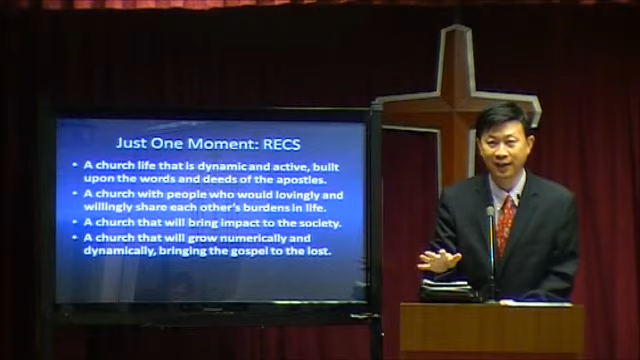 Just One Moment: RECS
• A church life that is dynamic and active, built
upon the words and deeds of the apostles.
• A church with people who would lovingly and
willingly share each other's burdens in life.
• A church that will bring impact to the society.
• A church that will grow numerically and
dynamically, bringing the gospel to the lost.